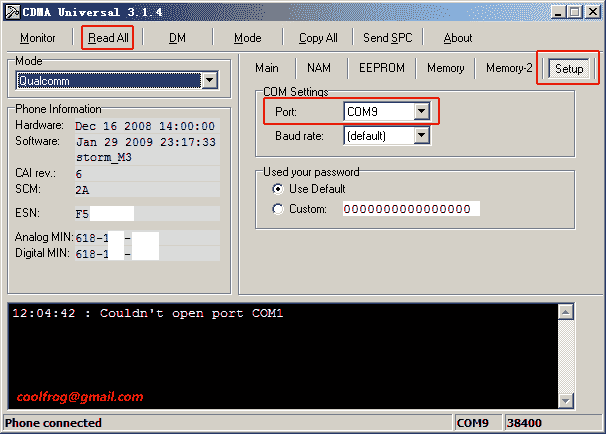 CDMA Universal 3.1.4
Monitor Read All DM Mode Copy All Send SPC About
Mode
Qualcomm
Phone Information
Hardware: Dec 16 2008 14:00:00
Software: Jan 29 2009 23:17:33
storm_M3
CAI rev.: 6
SCM: 2A
ESN: F5
Analog MIN: 618-1 -
Digital MIN: 618-1 -
Main NAM EEPROM Memory Memory-2 Setup
COM Settings
Port: COM9
Baud rate: (default)
Used your password
Use Default
Custom: 0000000000000000
12:04:42 : Couldn't open port COM1
coolfrog@gmail.com
Phone connected COM9 38400